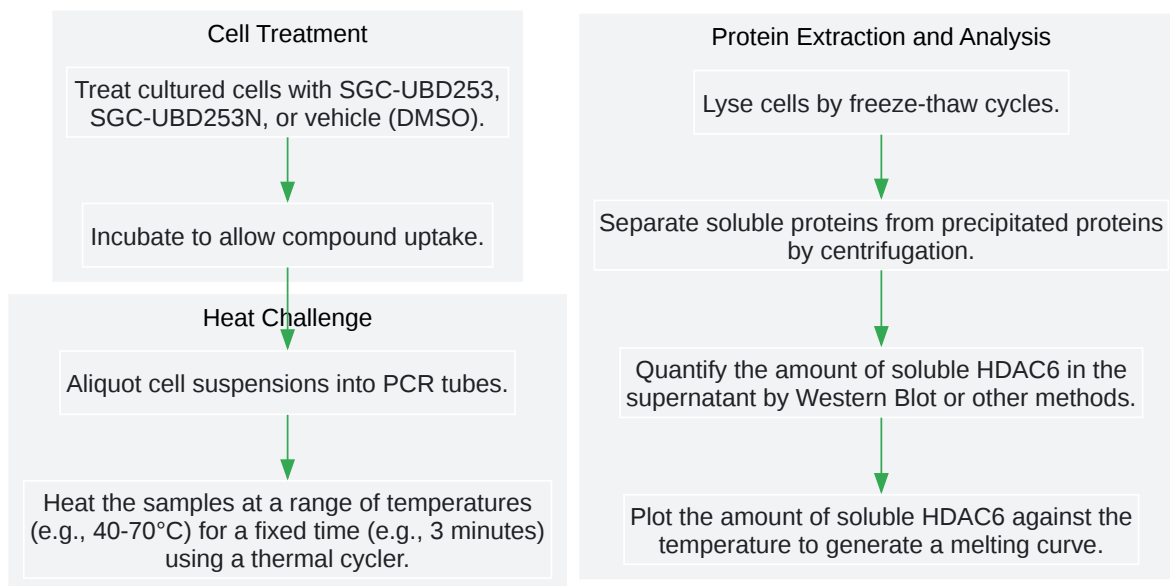 Cell Treatment
Treat cultured cells with SGC-UBD253,
SGC-UBD253N, or vehicle (DMSO).
Incubate to allow compound uptake.
Heat Challenge
Aliquot cell suspensions into PCR tubes.
Heat the samples at a range of temperatures
(e.g., 40-70°C) for a fixed time (e.g., 3 minutes)
using a thermal cycler.
Protein Extraction and Analysis
Lyse cells by freeze-thaw cycles.
Separate soluble proteins from precipitated proteins
by centrifugation.
Quantify the amount of soluble HDAC6 in the
supernatant by Western Blot or other methods.
Plot the amount of soluble HDAC6 against the
temperature to generate a melting curve.